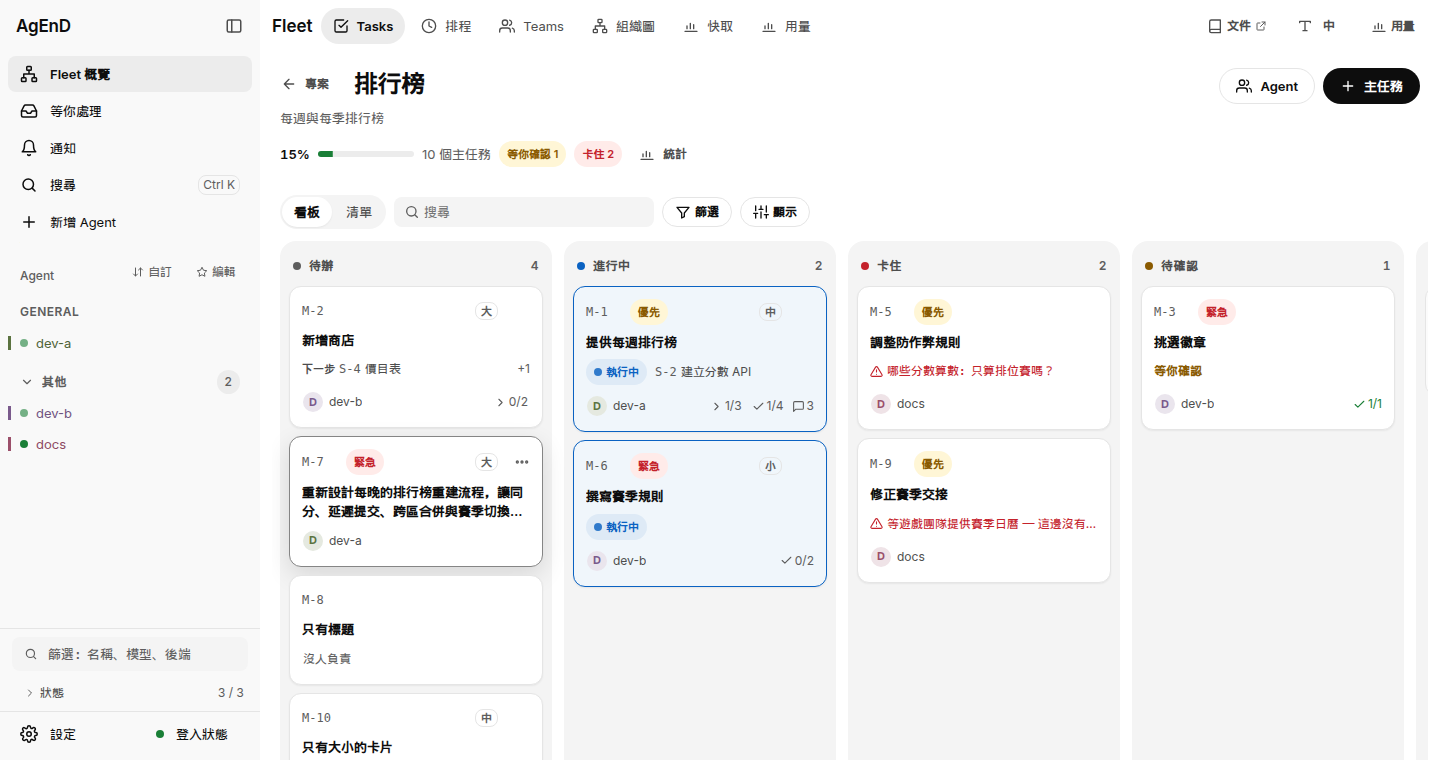 AgEnD
Fleet 概覽
等你處理
通知
搜尋 Ctrl K
新增 Agent
Agent 自訂 編輯
GENERAL
dev-a
其他 2
dev-b
docs
篩選：名稱、模型、後端
狀態 3 / 3
設定 登入狀態
Fleet Tasks 排程 Teams 組織圖 快取 用量 文件 中 用量
專案 排行榜 Agent 主任務
每週與每季排行榜
15% 10 個主任務 等你確認 1 卡住 2 統計
看板 清單 搜尋 篩選 顯示
待辦 4
M-2 大
新增商店
下一步 S-4 價目表 +1
D dev-b 0/2
M-7 緊急 大
重新設計每晚的排行榜重建流程，讓同
分、延遲提交、跨區合併與賽季切換...
D dev-a
M-8
只有標題
沒人負責
M-10 中
只有大小的卡片
進行中 2
M-1 優先 中
提供每週排行榜
執行中 S-2 建立分數 API
D dev-a 1/3 1/4 3
M-6 緊急 小
撰寫賽季規則
執行中
D dev-b 0/2
卡住 2
M-5 優先
調整防作弊規則
哪些分數算數：只算排位賽嗎？
D docs
M-9 優先
修正賽季交接
等遊戲團隊提供賽季日曆 — 這邊沒有...
D docs
待確認 1
M-3 緊急
挑選徽章
等你確認
D dev-b 1/1